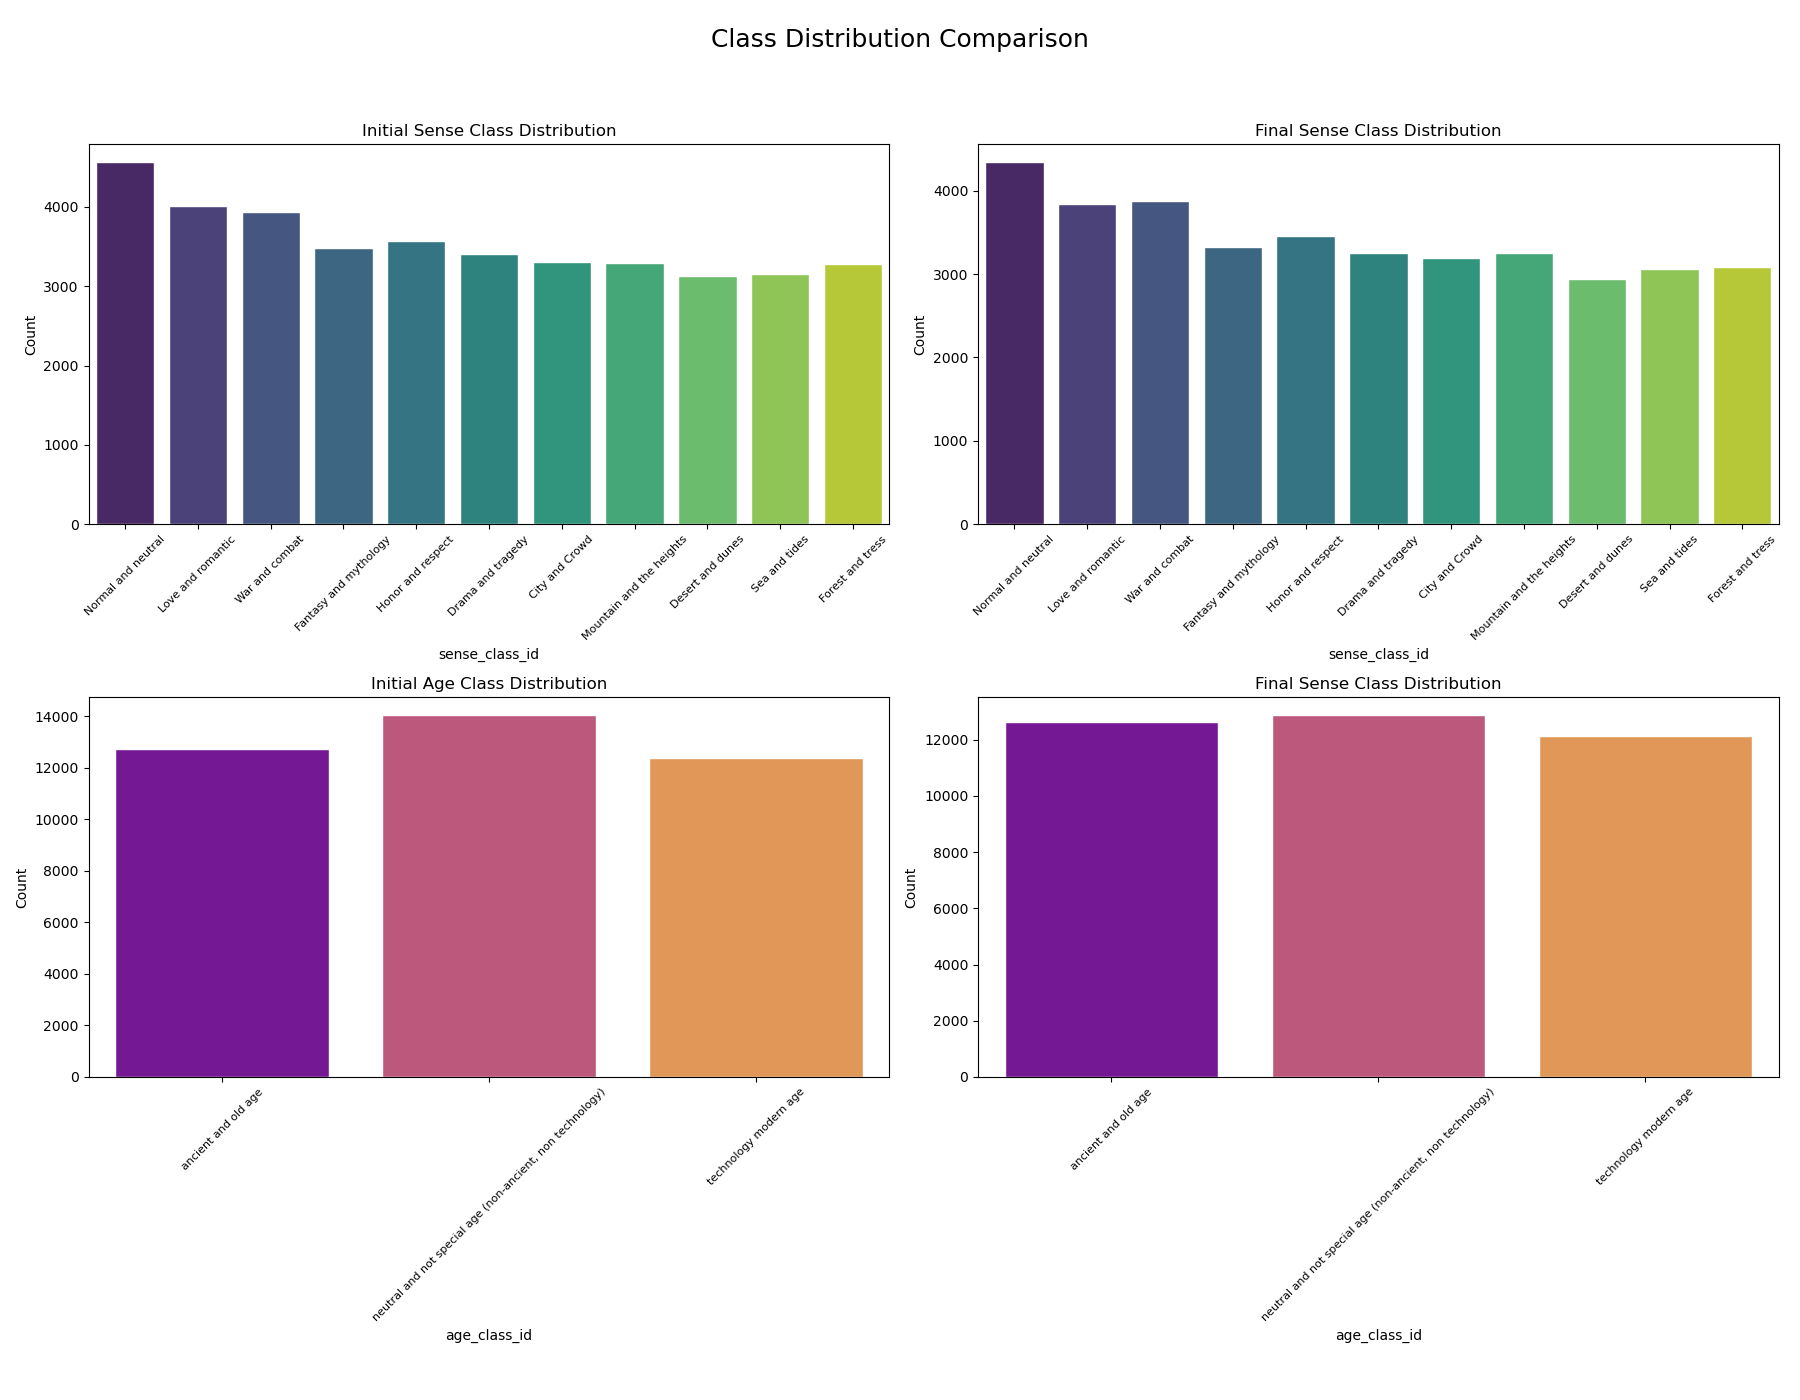 Class Distribution Comparison
Initial Sense Class Distribution
Count
4000
3000
2000
1000
0
Normal and neutral
Love and romantic
War and combat
Fantasy and mythology
Honor and respect
Drama and tragedy
City and Crowd
Mountain and the heights
Desert and dunes
Sea and tides
Forest and tress
sense_class_id
Final Sense Class Distribution
Count
4000
3000
2000
1000
0
Normal and neutral
Love and romantic
War and combat
Fantasy and mythology
Honor and respect
Drama and tragedy
City and Crowd
Mountain and the heights
Desert and dunes
Sea and tides
Forest and tress
sense_class_id
Initial Age Class Distribution
Count
14000
12000
10000
8000
6000
4000
2000
0
ancient and old age
neutral and not special age (non-ancient, non technology)
technology modern age
age_class_id
Final Sense Class Distribution
Count
12000
10000
8000
6000
4000
2000
0
ancient and old age
neutral and not special age (non-ancient, non technology)
technology modern age
age_class_id